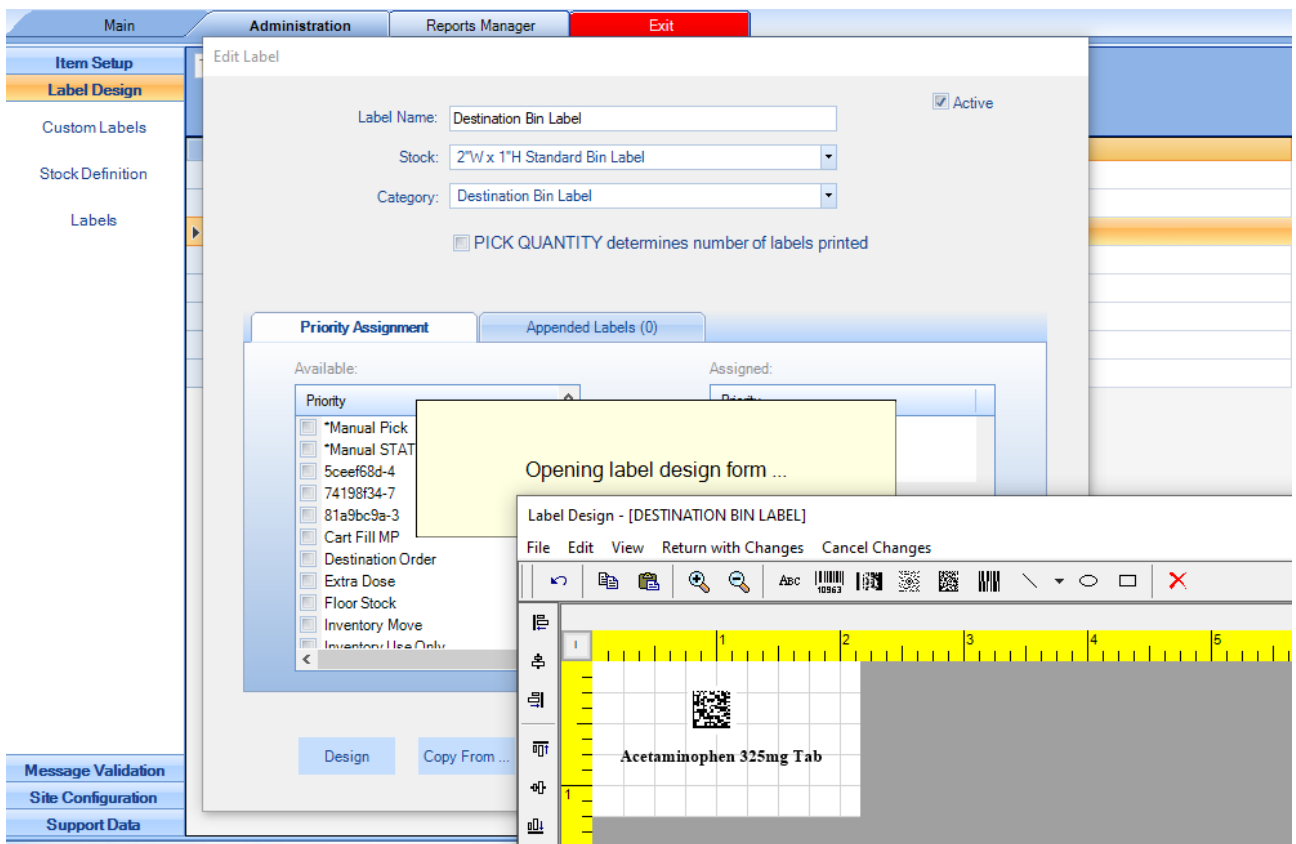 Main Administration Reports Manager Exit
Item Setup
Label Design
Custom Labels
Stock Definition
Labels
Message Validation
Site Configuration
Support Data
Edit Label
Active
Label Name: Destination Bin Label
Stock: 2"W x 1"H Standard Bin Label
Category: Destination Bin Label
PICK QUANTITY determines number of labels printed
Priority Assignment Appended Labels (0)
Available: Assigned:
Priority Priority
*Manual Pick
*Manual STAT
5ceef68d-4
74198f34-7
81a9bc9a-3
Cart Fill MP
Destination Order
Extra Dose
Floor Stock
Inventory Move
Inventory Use Only
Design Copy From ...
Opening label design form ...
Label Design - [DESTINATION BIN LABEL]
File Edit View Return with Changes Cancel Changes
ABC 10963
1 2 3 4 5
Acetaminophen 325mg Tab
1